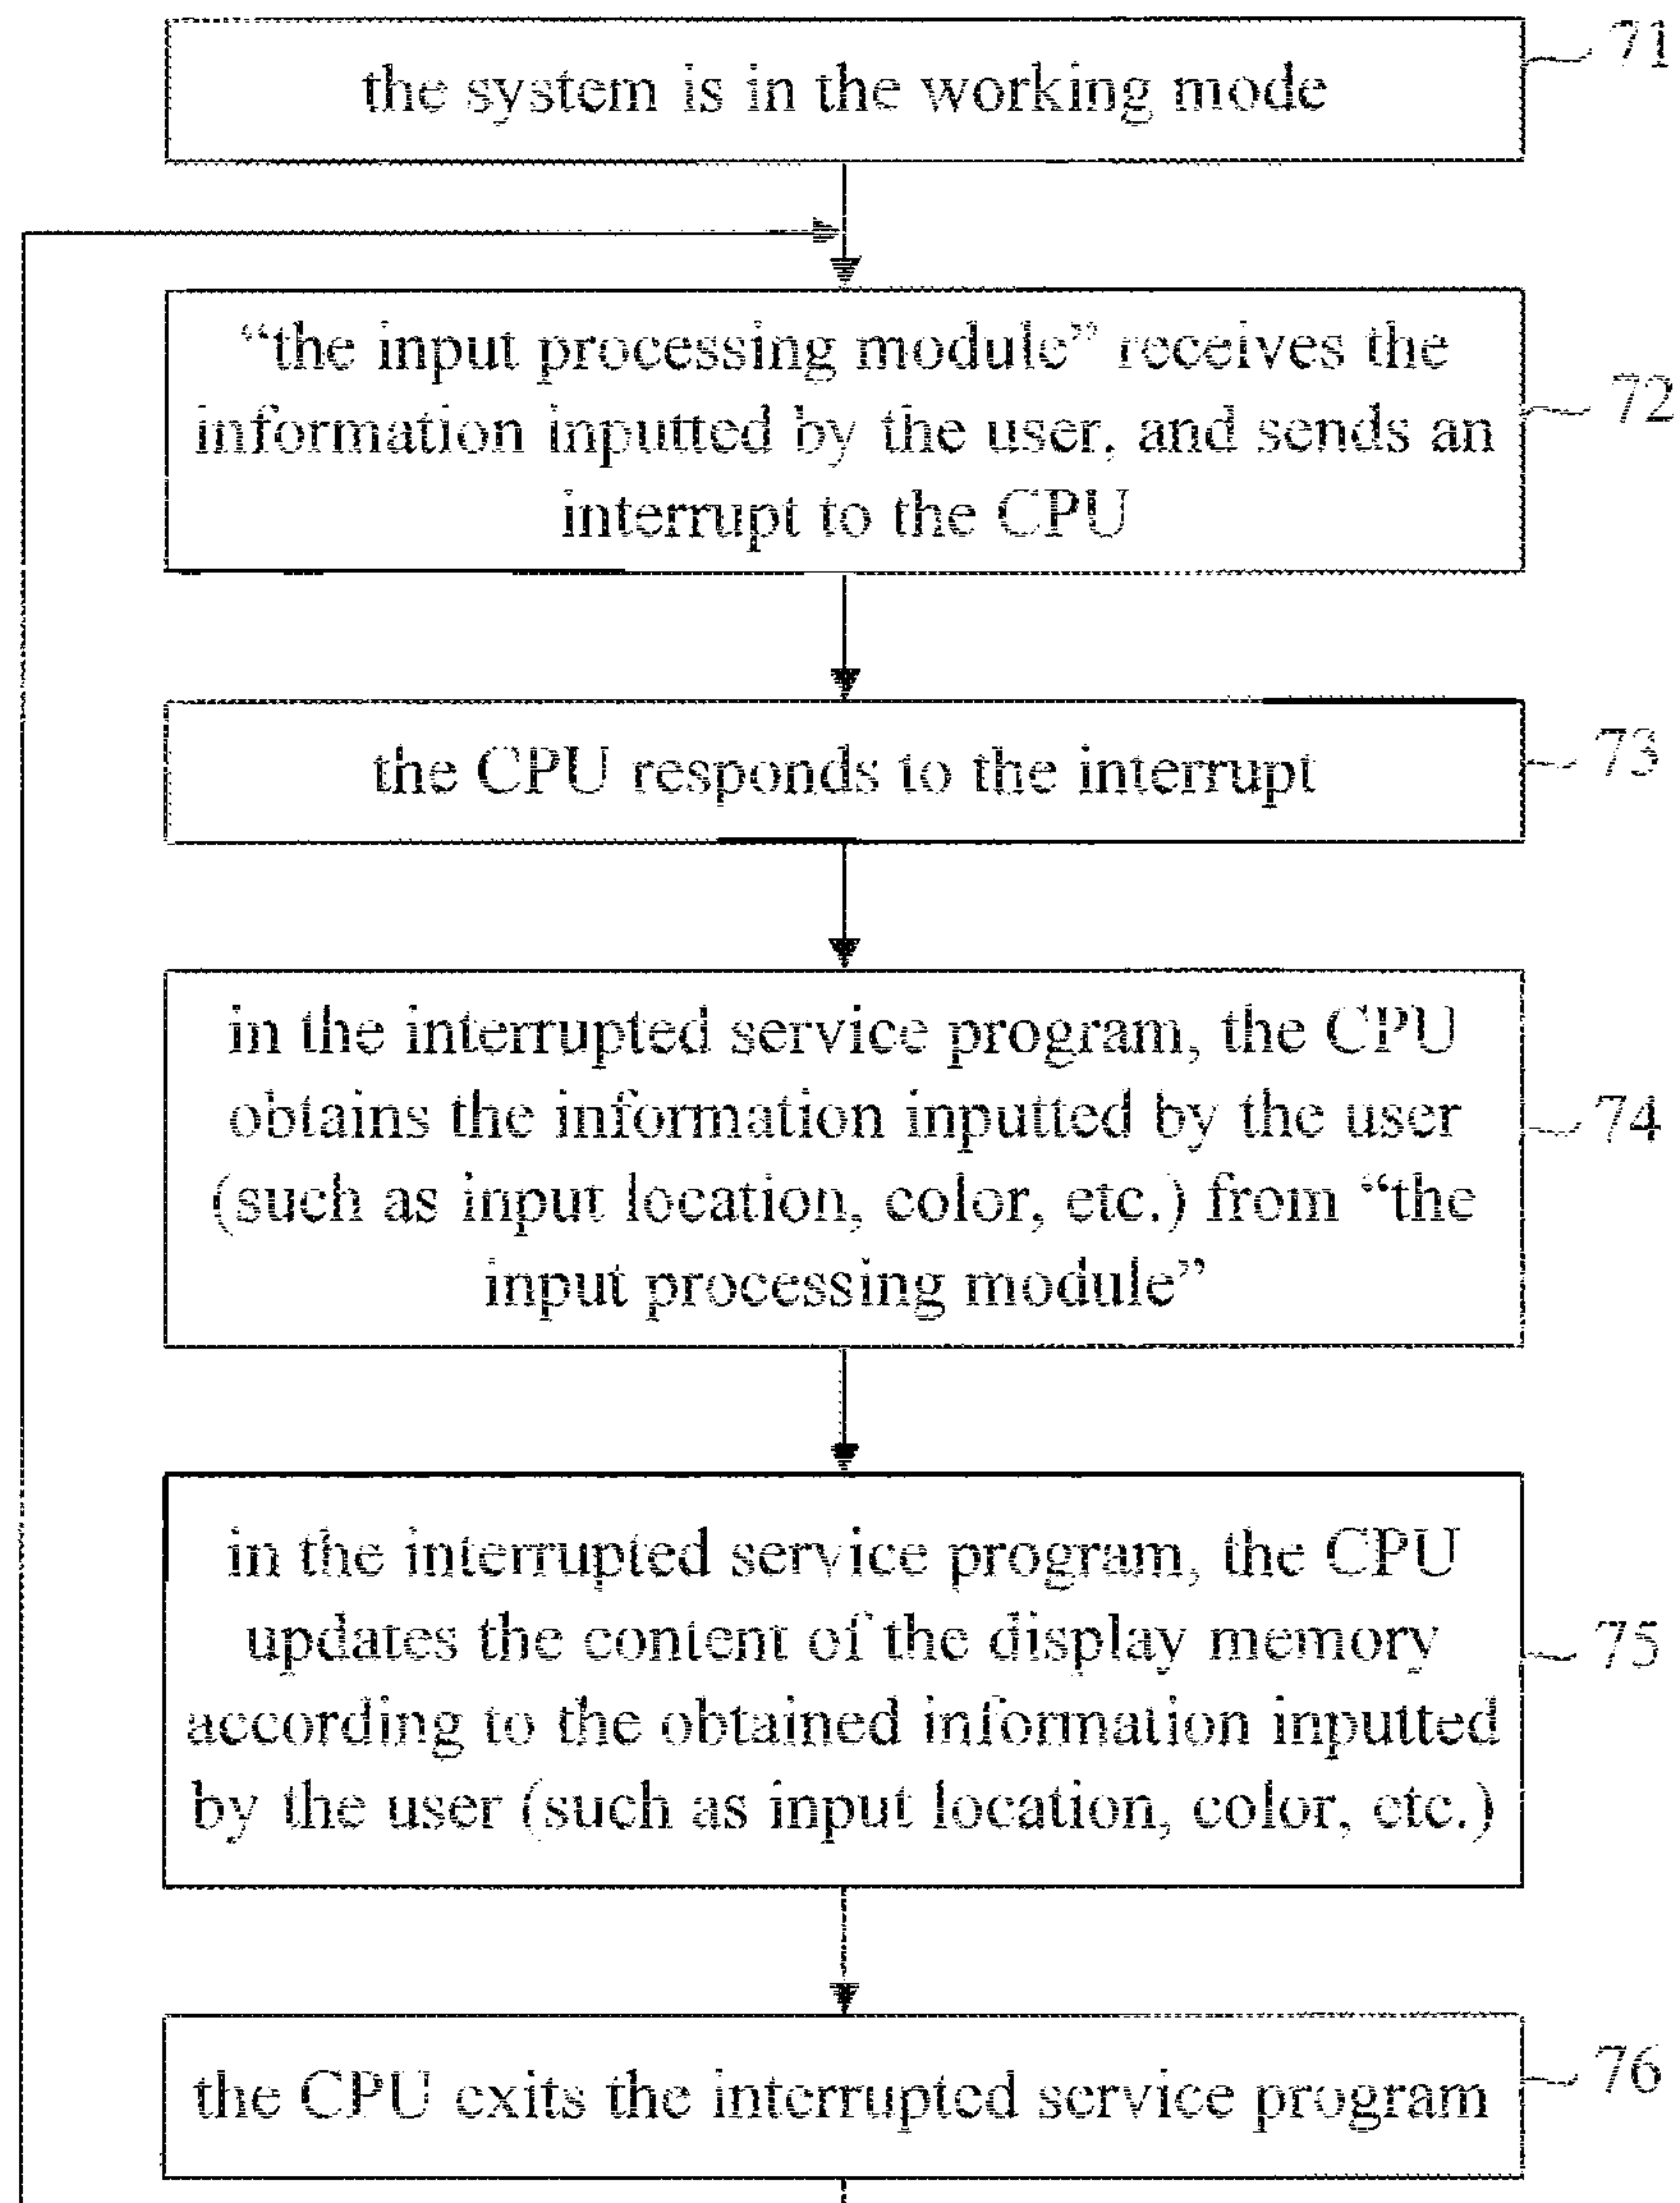 the system is in the working mode
71
“the input processing module” receives the
information inputted by the user, and sends an
interrupt to the CPU
72
the CPU responds to the interrupt
73
in the interrupted service program, the CPU
obtains the information inputted by the user
(such as input location, color, etc.) from “the
input processing module”
74
in the interrupted service program, the CPU
updates the content of the display memory
according to the obtained information inputted
by the user (such as input location, color, etc.)
75
the CPU exits the interrupted service program
76